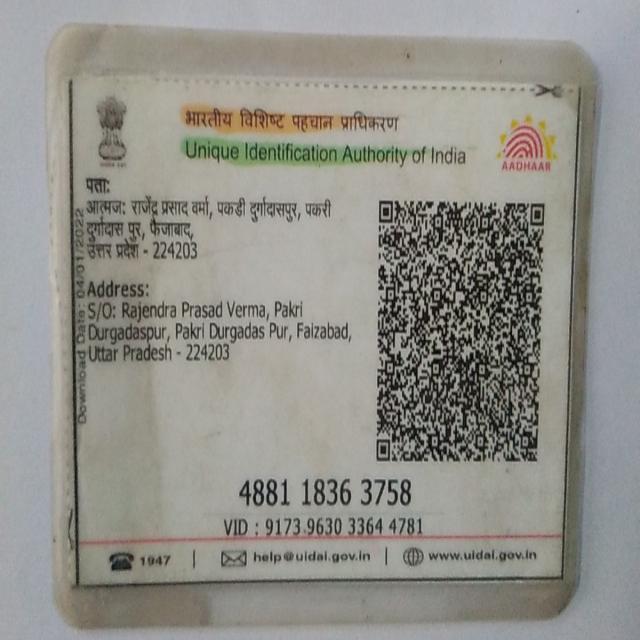 भारतीय विशिष्ट पहचान प्राधिकरण
Unique Identification Authority of India
AADHAAR
पता:
आत्मज: राजेंद्र प्रसाद वर्मा, पकडी दुर्गादासपुर, पकरी
दुर्गादास पुर, फैजाबाद,
उत्तर प्रदेश - 224203
Download Date: 04/01/2022
Address:
S/O: Rajendra Prasad Verma, Pakri
Durgadaspur, Pakri Durgadas Pur, Faizabad,
Uttar Pradesh - 224203
4881 1836 3758
VID : 9173 9630 3364 4781
1947 | help@uidai.gov.in | www.uidai.gov.in